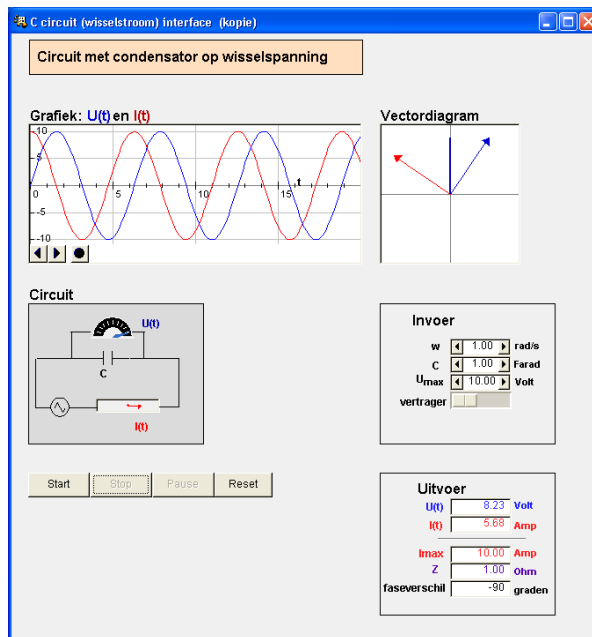 C circuit (wisselstroom) interface (kopie)
Circuit met condensator op wisselspanning
Grafiek: U(t) en I(t)
10
5
0
5
10
15
t
-5
-10
Vectordiagram
Circuit
U(t)
C
I(t)
Invoer
w 1.00 rad/s
C 1.00 Farad
Umax 10.00 Volt
vertrager
Start Stop Pause Reset
Uitvoer
U(t) 8.23 Volt
I(t) 5.68 Amp
Imax 10.00 Amp
Z 1.00 Ohm
faseverschil -90 graden